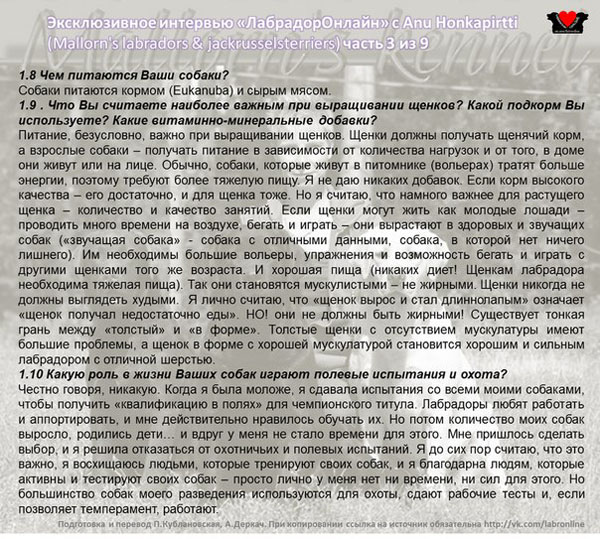 Эксклюзивное интервью «ЛабрадорОнлайн» с Anu Honkapirtti
(Mallorn's labradors & jackrusselsterriers) часть 3 из 9
Mallorn's Kennel
1.8 Чем питаются Ваши собаки?
Собаки питаются кормом (Eukanuba) и сырым мясом.
1.9 . Что Вы считаете наиболее важным при выращивании щенков? Какой подкорм Вы
используете? Какие витаминно-минеральные добавки?
Питание, безусловно, важно при выращивании щенков. Щенки должны получать щенячий корм,
а взрослые собаки – получать питание в зависимости от количества нагрузок и от того, в доме
они живут или на лице. Обычно, собаки, которые живут в питомнике (вольерах) тратят больше
энергии, поэтому требуют более тяжелую пищу. Я не даю никаких добавок. Если корм высокого
качества – его достаточно, и для щенка тоже. Но я считаю, что намного важнее для растущего
щенка – количество и качество занятий. Если щенки могут жить как молодые лошади –
проводить много времени на воздухе, бегать и играть – они вырастают в здоровых и звучащих
собак («звучащая собака» - собака с отличными данными, собака, в которой нет ничего
лишнего). Им необходимы большие вольеры, упражнения и возможность бегать и играть с
другими щенками того же возраста. И хорошая пища (никаких диет! Щенкам лабрадора
необходима тяжелая пища). Так они становятся мускулистыми – не жирными. Щенки никогда не
должны выглядеть худыми. Я лично считаю, что «щенок вырос и стал длиннолапым» означает
«щенок получал недостаточно еды». НО! они не должны быть жирными! Существует тонкая
грань между «толстый» и «в форме». Толстые щенки с отсутствием мускулатуры имеют
большие проблемы, а щенок в форме с хорошей мускулатурой становится хорошим и сильным
лабрадором с отличной шерстью.
1.10 Какую роль в жизни Ваших собак играют полевые испытания и охота?
Честно говоря, никакую. Когда я была моложе, я сдавала испытания со всеми моими собаками,
чтобы получить «квалификацию в полях» для чемпионского титула. Лабрадоры любят работать
и аппортировать, и мне действительно нравилось обучать их. Но потом количество моих собак
выросло, родились дети… и вдруг у меня не стало времени для этого. Мне пришлось сделать
выбор, и я решила отказаться от охотничьих и полевых испытаний. Я до сих пор считаю, что это
важно, я восхищаюсь людьми, которые тренируют своих собак, и я благодарна людям, которые
активны и тестируют своих собак – просто лично у меня нет ни времени, ни сил для этого. Но
большинство собак моего разведения используются для охоты, сдают рабочие тесты и, если
позволяет темперамент, работают.
Подготовка и перевод П.Кублановская, А.Деркач. При копировании ссылка на источник обязательна http://vk.com/labronline